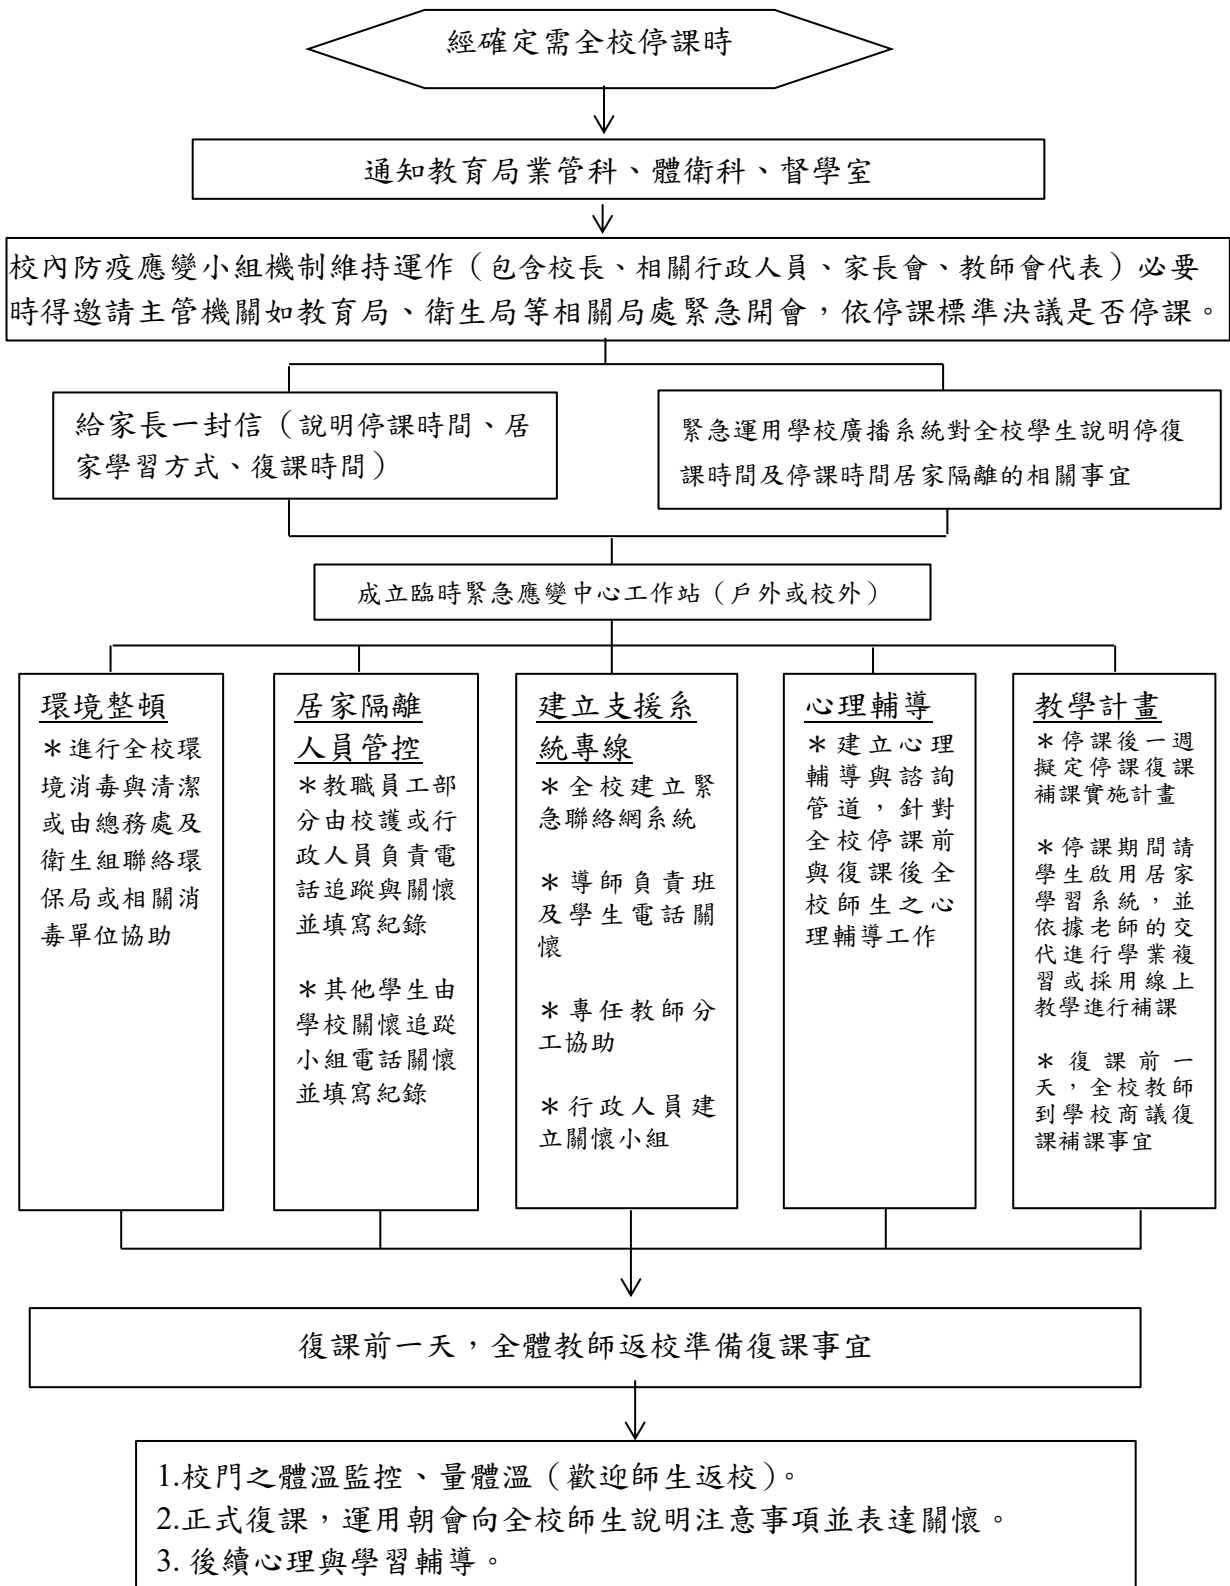 經確定需全校停課時
通知教育局業管科、體衛科、督學室
校內防疫應變小組機制維持運作（包含校長、相關行政人員、家長會、教師會代表）必要
時得邀請主管機關如教育局、衛生局等相關局處緊急開會，依停課標準決議是否停課。
給家長一封信（說明停課時間、居
家學習方式、復課時間）
緊急運用學校廣播系統對全校學生說明停復
課時間及停課時間居家隔離的相關事宜
成立臨時緊急應變中心工作站（戶外或校外）
環境整頓
＊進行全校環
境消毒與清潔
或由總務處及
衛生組聯絡環
保局或相關消
毒單位協助
居家隔離
人員管控
＊教職員工部
分由校護或行
政人員負責電
話追蹤與關懷
並填寫紀錄
＊其他學生由
學校關懷追蹤
小組電話關懷
並填寫紀錄
建立支援系
統專線
＊全校建立緊
急聯絡網系統
＊導師負責班
及學生電話關
懷
＊專任教師分
工協助
＊行政人員建
立關懷小組
心理輔導
＊建立心理
輔導與諮詢
管道，針對
全校停課前
與復課後全
校師生之心
理輔導工作
教學計畫
＊停課後一週
擬定停課復課
補課實施計畫
＊停課期間請
學生啟用居家
學習系統，並
依據老師的交
代進行學業複
習或採用線上
教學進行補課
＊復課前一
天，全校教師
到學校商議復
課補課事宜
復課前一天，全體教師返校準備復課事宜
1.校門之體溫監控、量體溫（歡迎師生返校）。
2.正式復課，運用朝會向全校師生說明注意事項並表達關懷。
3. 後續心理與學習輔導。